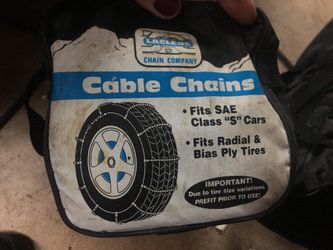 LACLEDE
CHAIN COMPANY
Cable Chains
• Fits SAE
Class "S" Cars
• Fits Radial &
Bias Ply Tires
IMPORTANT!
Due to tire size variations
PREFIT PRIOR TO USE!